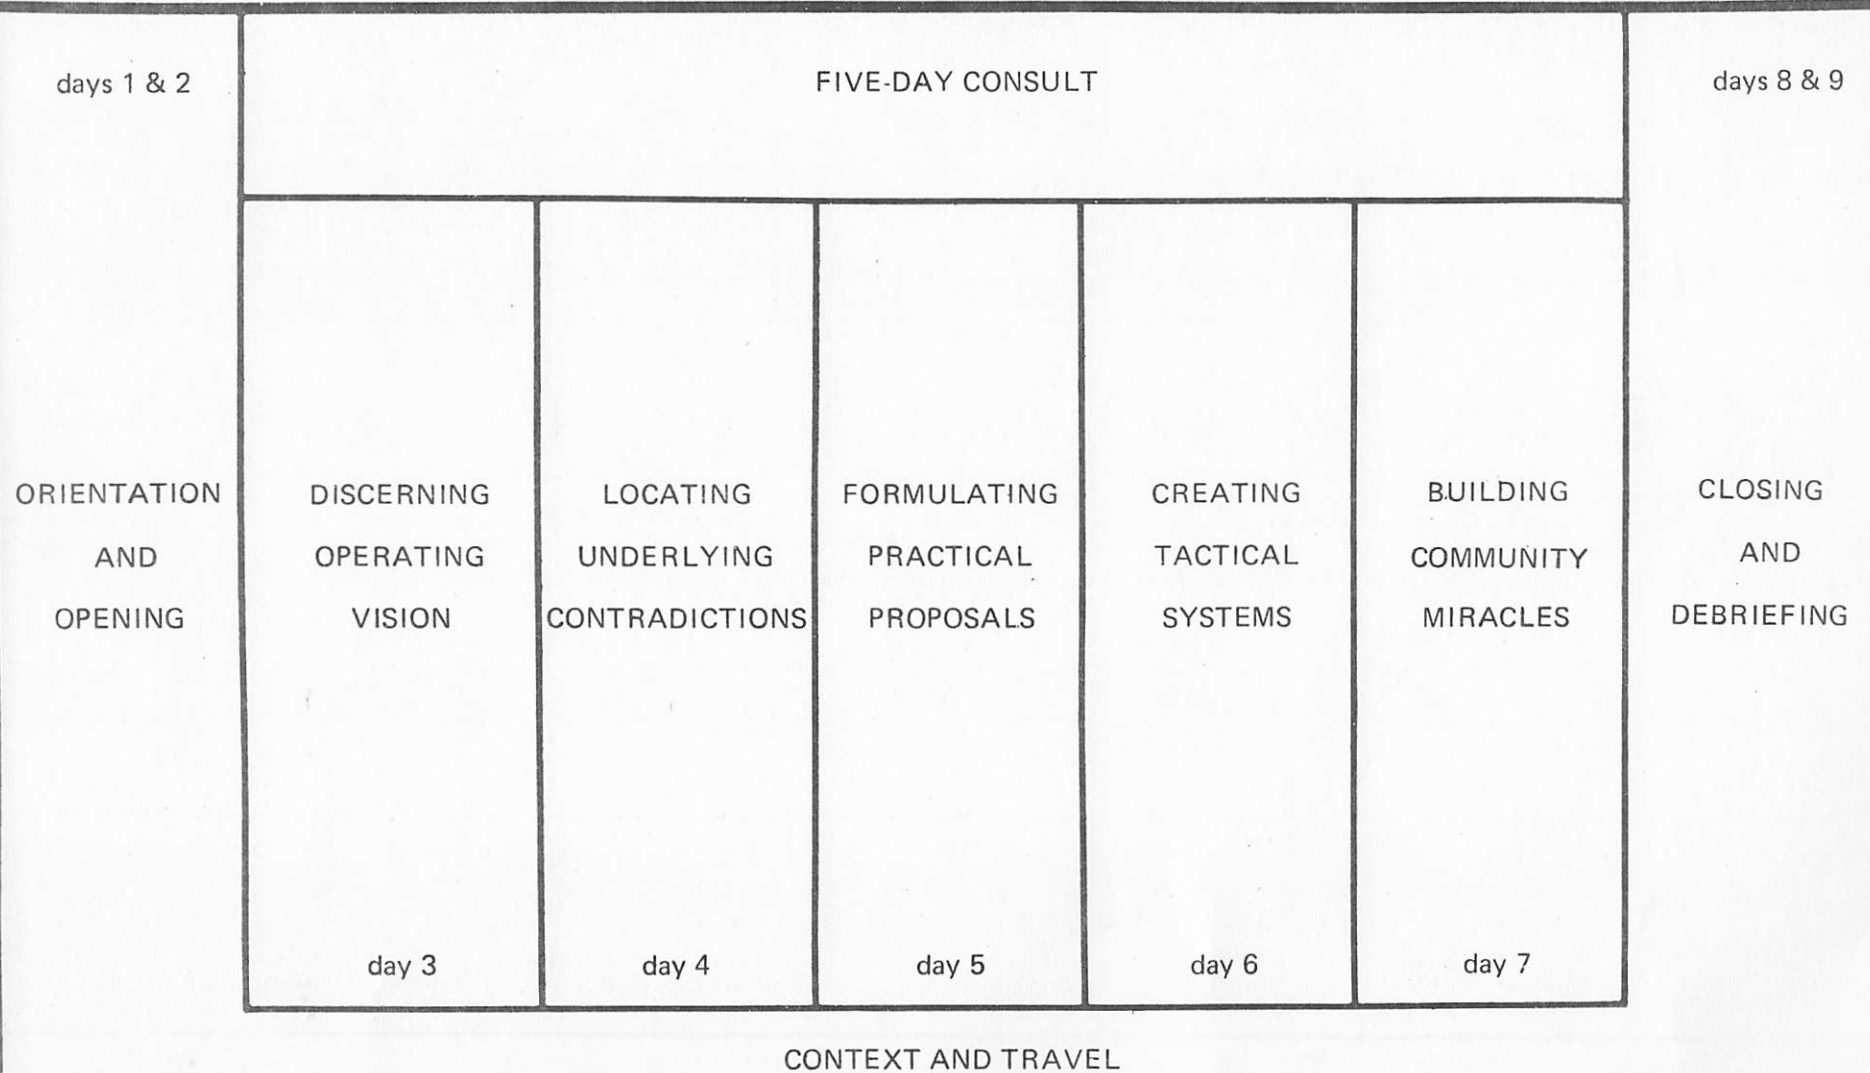 days 1 & 2
ORIENTATION
AND
OPENING
FIVE-DAY CONSULT
DISCERNING
OPERATING
VISION
day 3
LOCATING
UNDERLYING
CONTRADICTIONS
day 4
FORMULATING
PRACTICAL
PROPOSALS
day 5
CREATING
TACTICAL
SYSTEMS
day 6
BUILDING
COMMUNITY
MIRACLES
day 7
days 8 & 9
CLOSING
AND
DEBRIEFING
CONTEXT AND TRAVEL